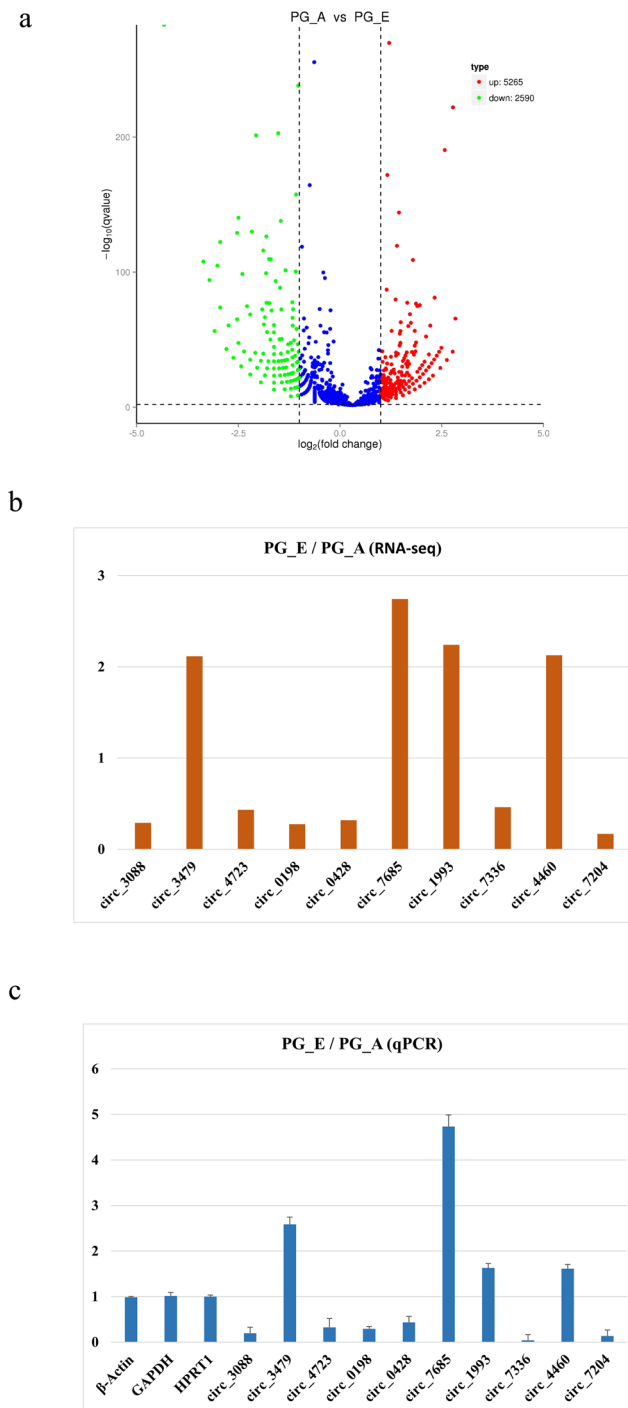 a
PG_A vs PG_E
type
up: 5265
down: 2590
200
100
0
−log10(qvalue)
-5.0 -2.5 0.0 2.5 5.0
log2(fold change)
b
PG_E / PG_A (RNA-seq)
3
2
1
0
circ_3088 circ_3479 circ_4723 circ_0198 circ_0428 circ_7685 circ_1993 circ_7336 circ_4460 circ_7204
c
PG_E / PG_A (qPCR)
6
5
4
3
2
1
0
β-Actin GAPDH HPRT1 circ_3088 circ_3479 circ_4723 circ_0198 circ_0428 circ_7685 circ_1993 circ_7336 circ_4460 circ_7204